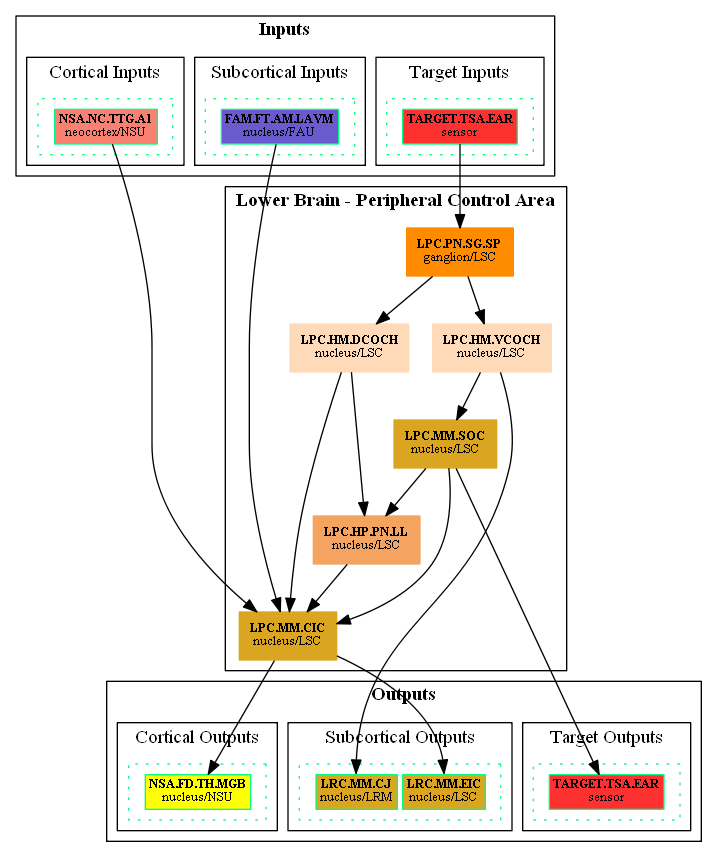 Inputs
Cortical Inputs
Subcortical Inputs
Target Inputs
NSA.NC.TTG.A1
neocortex/NSU
FAM.FT.AM.LAVM
nucleus/FAU
TARGET.TSA.EAR
sensor
Lower Brain - Peripheral Control Area
LPC.PN.SG.SP
ganglion/LSC
LPC.HM.DCOCH
nucleus/LSC
LPC.HM.VCOCH
nucleus/LSC
LPC.MM.SOC
nucleus/LSC
LPC.HP.PN.LL
nucleus/LSC
LPC.MM.CIC
nucleus/LSC
Outputs
Cortical Outputs
Subcortical Outputs
Target Outputs
NSA.FD.TH.MGB
nucleus/NSU
LRC.MM.CJ
nucleus/LRM
LRC.MM.EIC
nucleus/LSC
TARGET.TSA.EAR
sensor